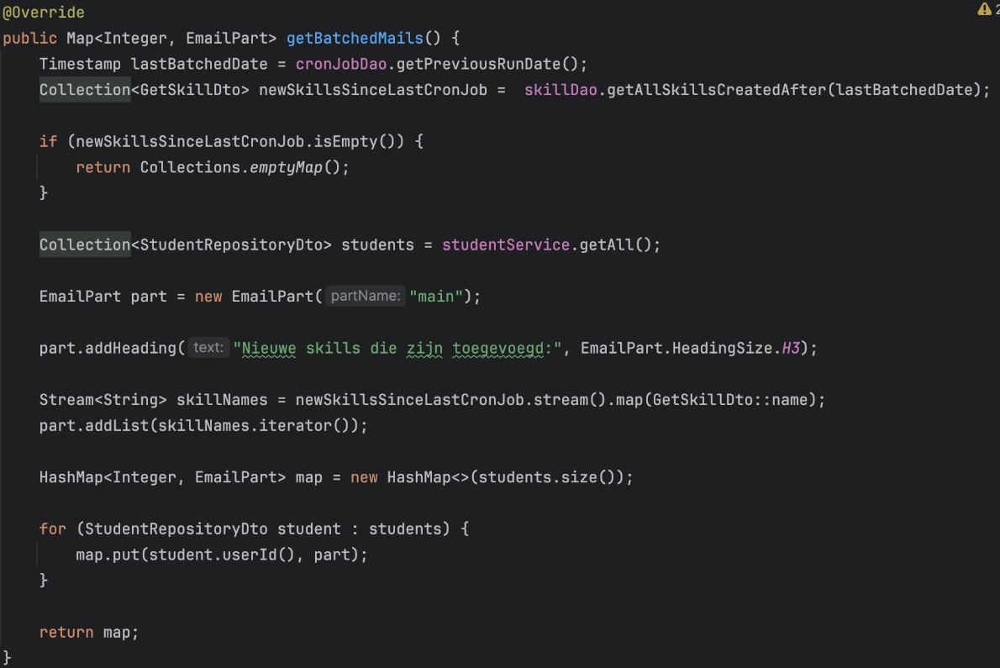 @Override
public Map<Integer, EmailPart> getBatchedMails() {
    Timestamp lastBatchedDate = cronJobDao.getPreviousRunDate();
    Collection<GetSkillDto> newSkillsSinceLastCronJob =  skillDao.getAllSkillsCreatedAfter(lastBatchedDate);

    if (newSkillsSinceLastCronJob.isEmpty()) {
        return Collections.emptyMap();
    }

    Collection<StudentRepositoryDto> students = studentService.getAll();

    EmailPart part = new EmailPart( partName: "main");

    part.addHeading( text: "Nieuwe skills die zijn toegevoegd:", EmailPart.HeadingSize.H3);

    Stream<String> skillNames = newSkillsSinceLastCronJob.stream().map(GetSkillDto::name);
    part.addList(skillNames.iterator());

    HashMap<Integer, EmailPart> map = new HashMap<>(students.size());

    for (StudentRepositoryDto student : students) {
        map.put(student.userId(), part);
    }

    return map;
}